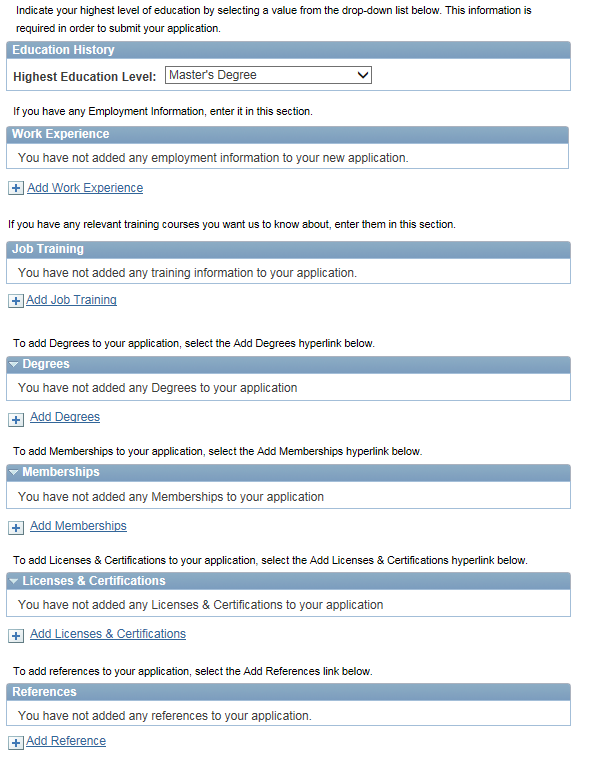 Indicate your highest level of education by selecting a value from the drop-down list below. This information is
required in order to submit your application.
Education History
Highest Education Level: Master's Degree
If you have any Employment Information, enter it in this section.
Work Experience
You have not added any employment information to your new application.
Add Work Experience
If you have any relevant training courses you want us to know about, enter them in this section.
Job Training
You have not added any training information to your application.
Add Job Training
To add Degrees to your application, select the Add Degrees hyperlink below.
Degrees
You have not added any Degrees to your application
Add Degrees
To add Memberships to your application, select the Add Memberships hyperlink below.
Memberships
You have not added any Memberships to your application
Add Memberships
To add Licenses & Certifications to your application, select the Add Licenses & Certifications hyperlink below.
Licenses & Certifications
You have not added any Licenses & Certifications to your application
Add Licenses & Certifications
To add references to your application, select the Add References link below.
References
You have not added any references to your application.
Add Reference